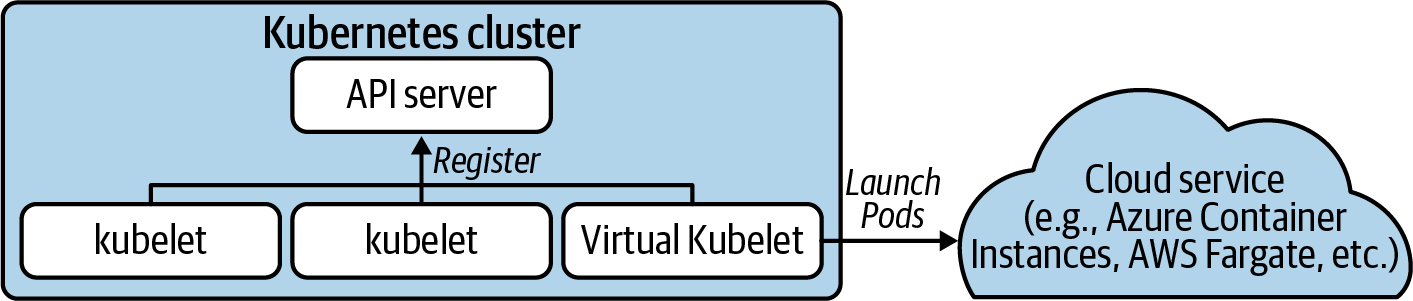 Kubernetes cluster
API server
Register
kubelet
kubelet
Virtual Kubelet
Launch
Pods
Cloud service
(e.g., Azure Container
Instances, AWS Fargate, etc.)